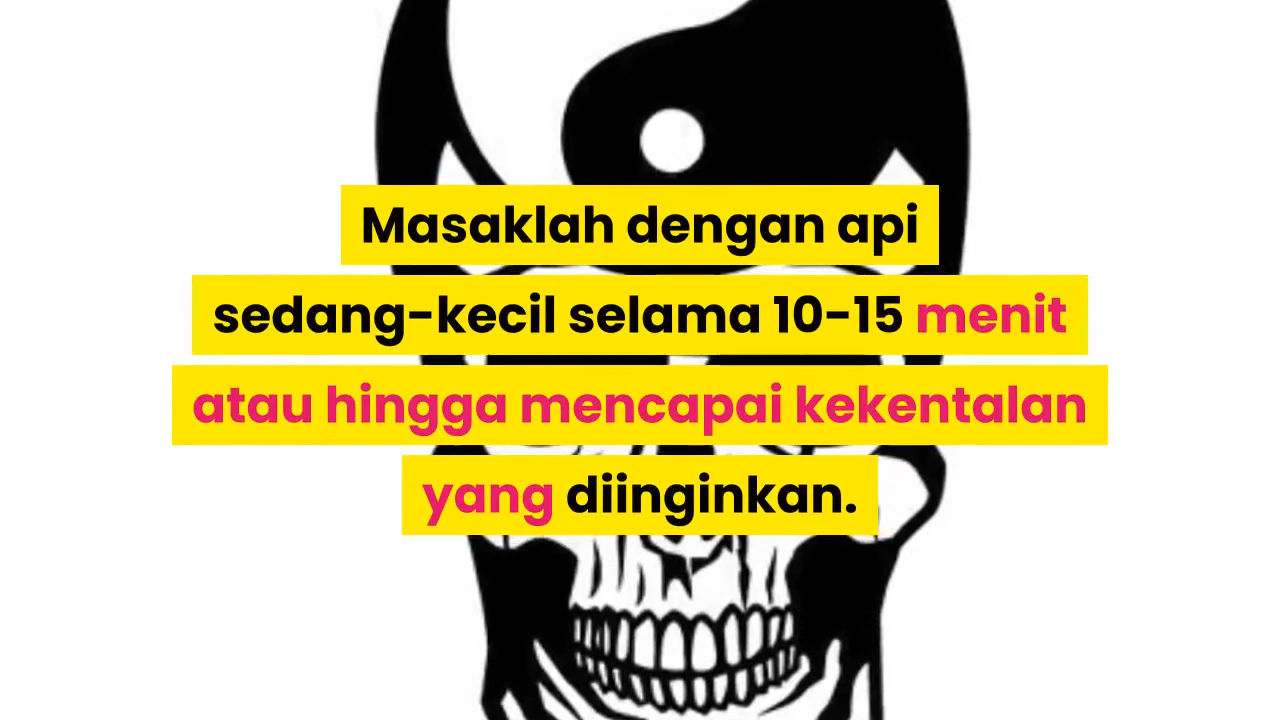 Masaklah dengan api
sedang-kecil selama 10-15 menit
atau hingga mencapai kekentalan
yang diinginkan.